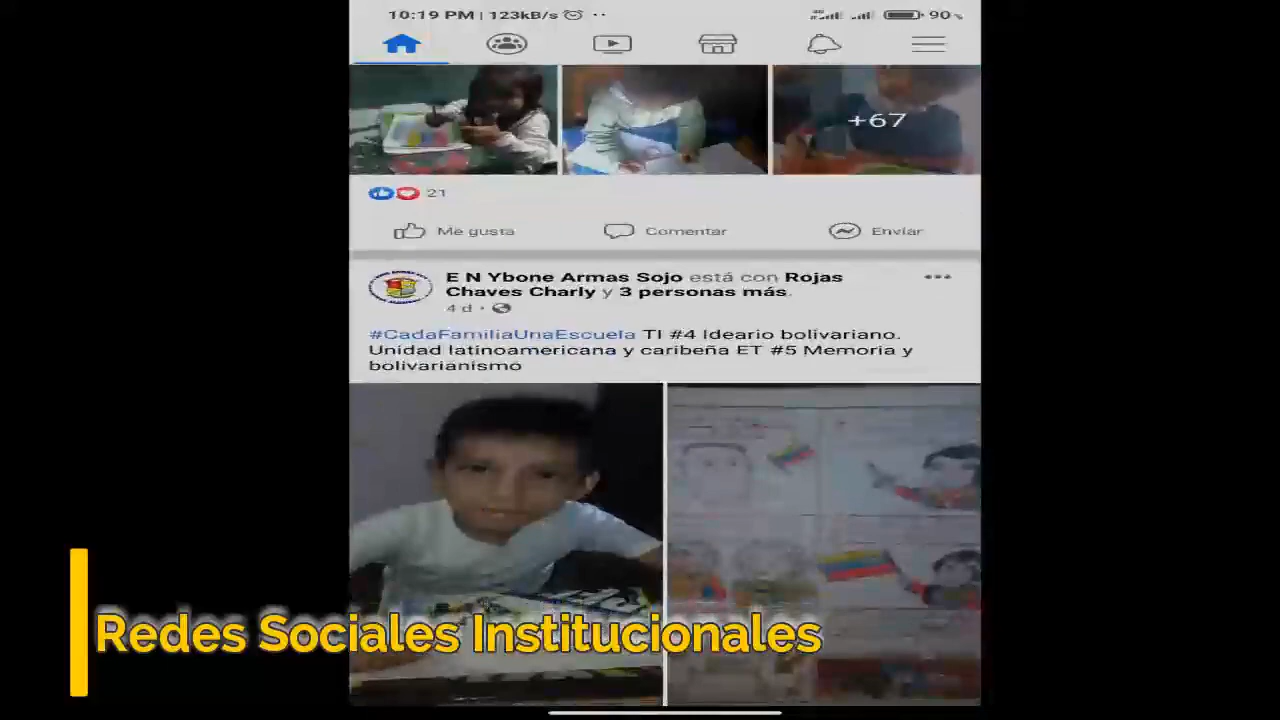 10:19 PM | 123kB/s
90%
+67
21
Me gusta
Comentar
Enviar
E N Ybone Armas Sojo está con Rojas
Chaves Charly y 3 personas más.
4 d ·
#CadaFamiliaUnaEscuela TI #4 Ideario bolivariano.
Unidad latinoamericana y caribeña ET #5 Memoria y
bolivarianismo
Redes Sociales Institucionales